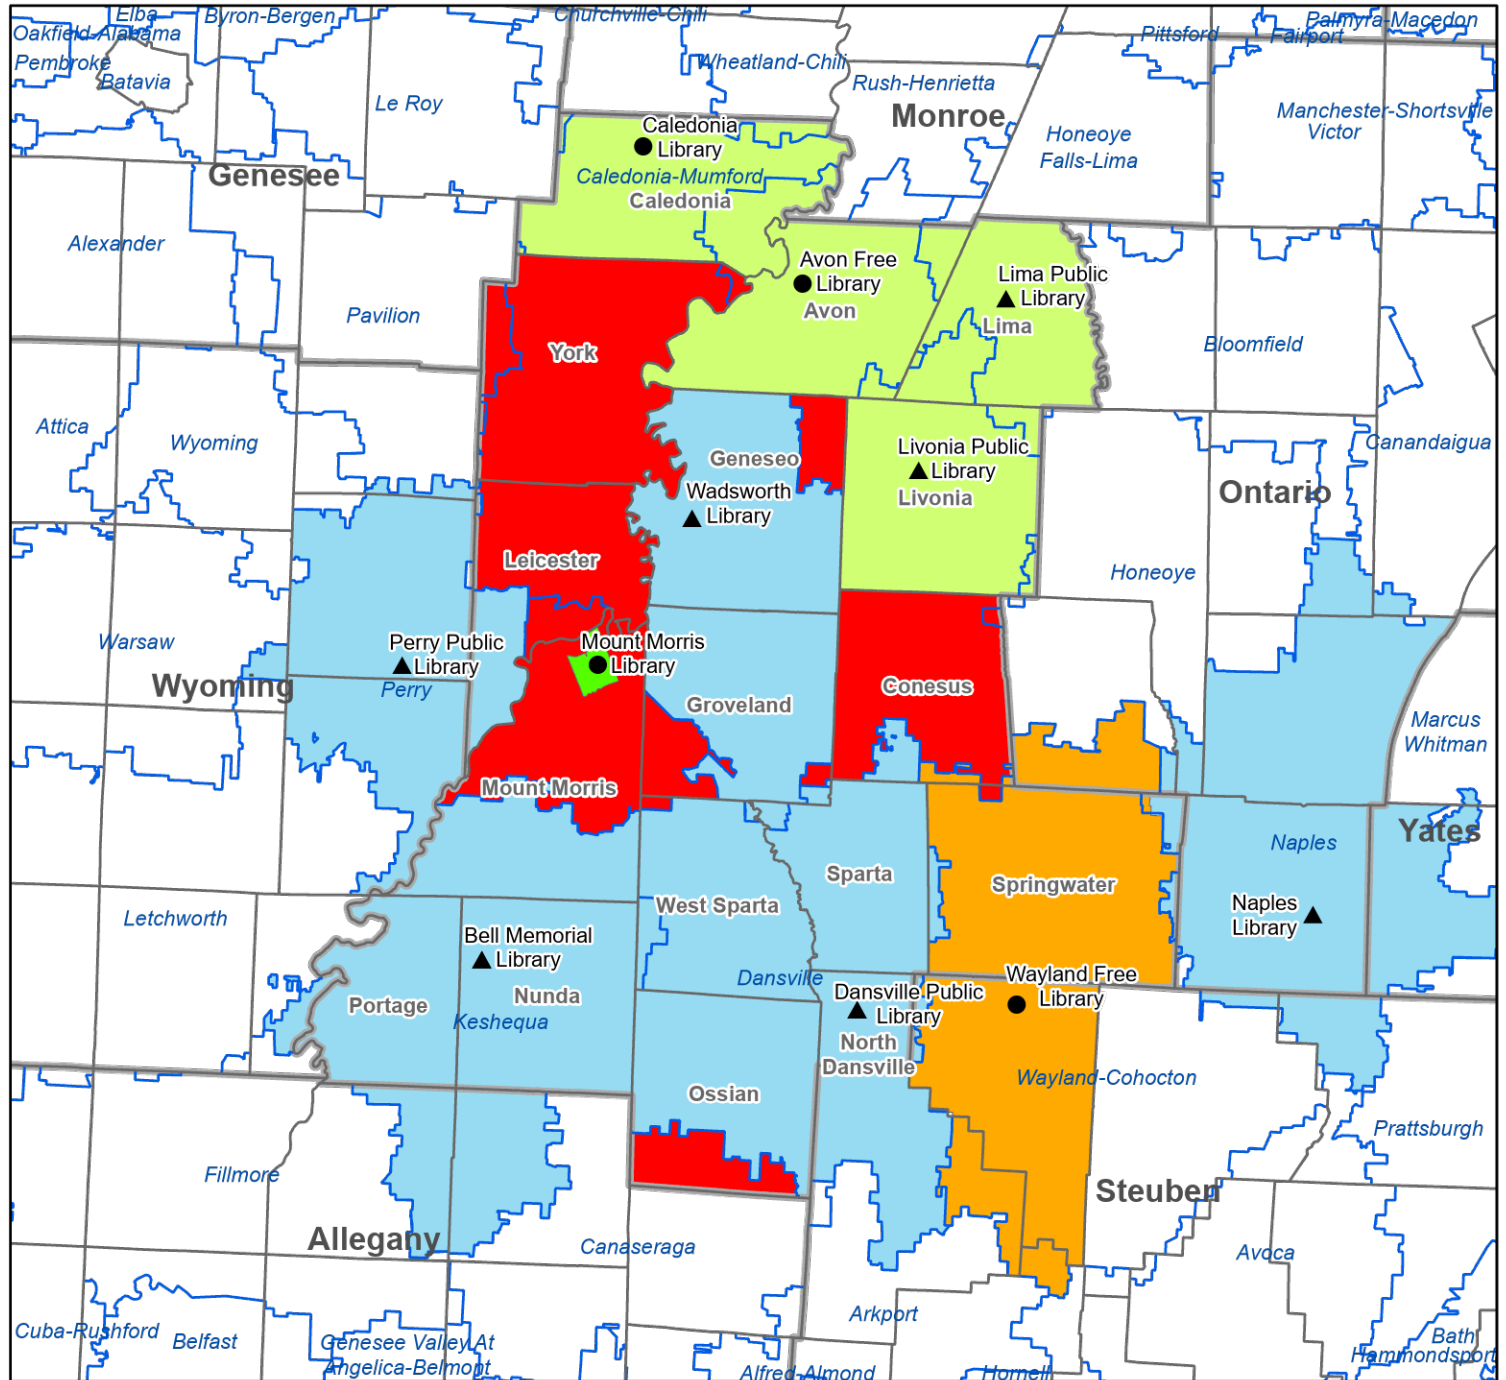 Elba
Byron-Bergen
Churchville-Chili
Palmyra-Macedon
Oakfield-Alabama
Pittsford
Fairport
Pembroke
Wheatland-Chili
Batavia
Rush-Henrietta
Le Roy
Monroe
Manchester-Shortsville
Victor
Caledonia
Library
Honeoye
Falls-Lima
Genesee
Caledonia-Mumford
Caledonia
Alexander
Avon Free
Library
Avon
Lima Public
Library
Lima
Pavilion
York
Bloomfield
Attica
Wyoming
Geneseo
Livonia Public
Library
Livonia
Canandaigua
Wadsworth
Library
Ontario
Leicester
Honeoye
Warsaw
Perry Public
Library
Mount Morris
Library
Wyoming
Perry
Groveland
Conesus
Marcus
Whitman
Mount Morris
Yates
Naples
Sparta
Springwater
West Sparta
Naples
Library
Letchworth
Bell Memorial
Library
Dansville
Wayland Free
Library
Portage
Nunda
Keshequa
Dansville Public
Library
North
Dansville
Wayland-Cohocton
Ossian
Prattsburgh
Fillmore
Steuben
Allegany
Canaseraga
Avoca
Arkport
Cuba-Rushford
Belfast
Genesee Valley At
Angelica-Belmont
Bath
Hammondsport
Alfred-Almond
Hornell